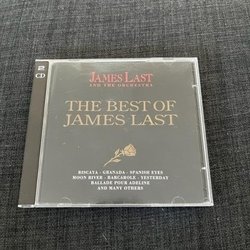 2
CD
JAMES LAST
AND THE ORCHESTRA
THE BEST OF
JAMES LAST
BISCAYA · GRANADA · SPANISH EYES
MOON RIVER · BARCAROLE · YESTERDAY
BALLADE POUR ADELINE
AND MANY OTHERS